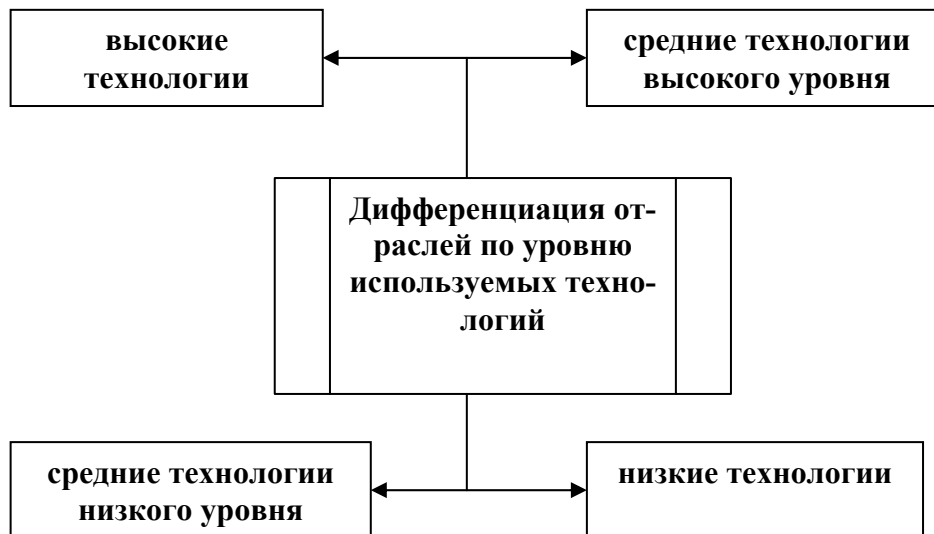 высокие
технологии
средние технологии
высокого уровня
Дифференциация от-
раслей по уровню
используемых техно-
логий
средние технологии
низкого уровня
низкие технологии